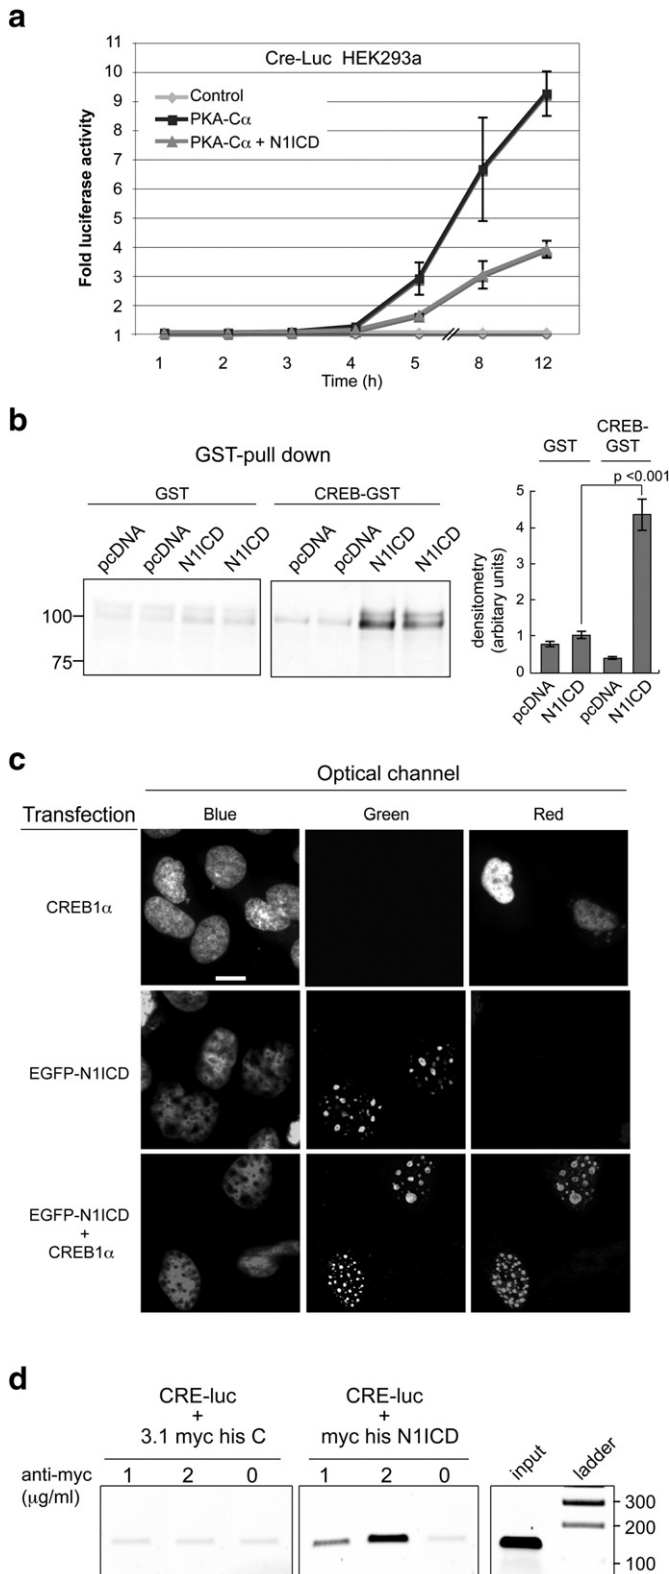 a
Cre-Luc HEK293a
Control
PKA-Cα
PKA-Cα + N1ICD
Fold luciferase activity
11
10
9
8
7
6
5
4
3
2
1
1 2 3 4 5 8 12
Time (h)
b
GST-pull down
GST
CREB-GST
pcDNA pcDNA N1ICD N1ICD
pcDNA pcDNA N1ICD N1ICD
100
75
GST
CREB-
GST
p <0.001
densitometry
(arbitary units)
5
4
3
2
1
0
pcDNA N1ICD pcDNA N1ICD
c
Optical channel
Transfection Blue Green Red
CREB1α
EGFP-N1ICD
EGFP-N1ICD
+
CREB1α
d
CRE-luc
+
3.1 myc his C
CRE-luc
+
myc his N1ICD
input
ladder
anti-myc
(μg/ml)
1 2 0
1 2 0
300
200
100